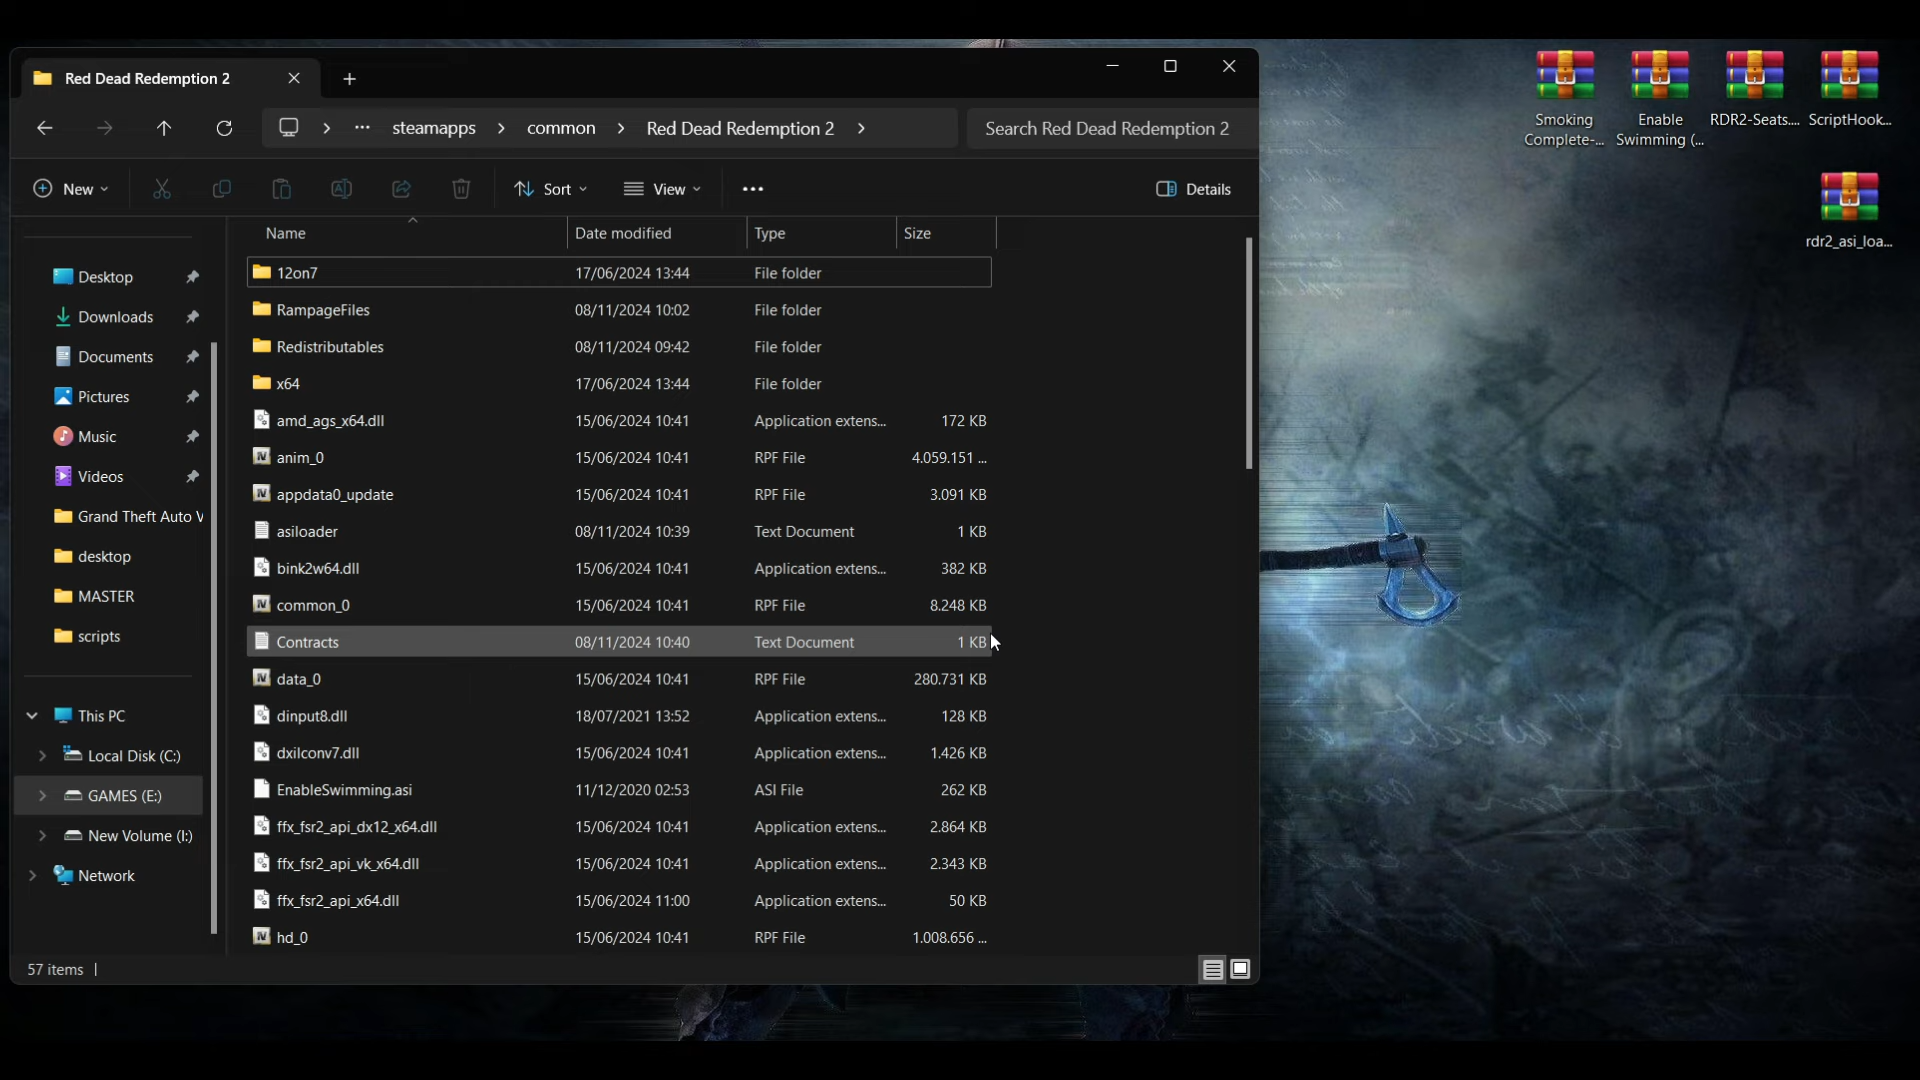 Red Dead Redemption 2
steamapps
common
Red Dead Redemption 2
Search Red Dead Redemption 2
New
Sort
View
Details
Name
Date modified
Type
Size
Desktop
Downloads
Documents
Pictures
Music
Videos
Grand Theft Auto V
desktop
MASTER
scripts
This PC
Local Disk (C:)
GAMES (E:)
New Volume (I:)
Network
12on7 17/06/2024 13:44 File folder
RampageFiles 08/11/2024 10:02 File folder
Redistributables 08/11/2024 09:42 File folder
x64 17/06/2024 13:44 File folder
amd_ags_x64.dll 15/06/2024 10:41 Application extens... 172 KB
anim_0 15/06/2024 10:41 RPF File 4.059.151 ...
appdata0_update 15/06/2024 10:41 RPF File 3.091 KB
asiloader 08/11/2024 10:39 Text Document 1 KB
bink2w64.dll 15/06/2024 10:41 Application extens... 382 KB
common_0 15/06/2024 10:41 RPF File 8.248 KB
Contracts 08/11/2024 10:40 Text Document 1 KB
data_0 15/06/2024 10:41 RPF File 280.731 KB
dinput8.dll 18/07/2021 13:52 Application extens... 128 KB
dxilconv7.dll 15/06/2024 10:41 Application extens... 1.426 KB
EnableSwimming.asi 11/12/2020 02:53 ASI File 262 KB
ffx_fsr2_api_dx12_x64.dll 15/06/2024 10:41 Application extens... 2.864 KB
ffx_fsr2_api_vk_x64.dll 15/06/2024 10:41 Application extens... 2.343 KB
ffx_fsr2_api_x64.dll 15/06/2024 11:00 Application extens... 50 KB
hd_0 15/06/2024 10:41 RPF File 1.008.656 ...
57 items
Smoking
Complete-...
Enable
Swimming (...
RDR2-Seats....
ScriptHook...
rdr2_asi_loa...